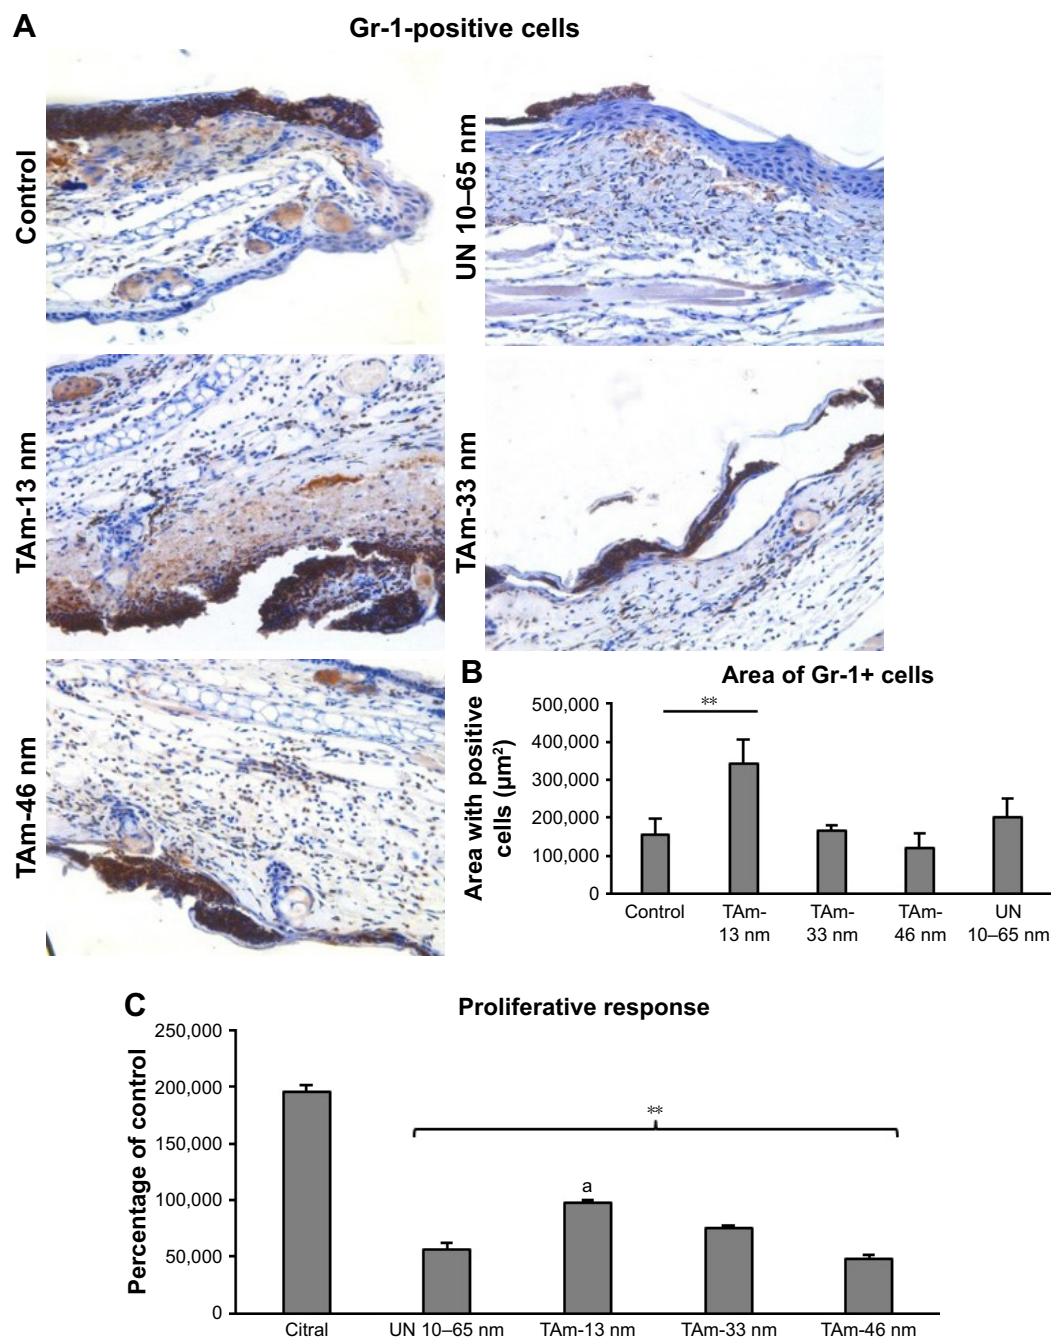 A
Gr-1-positive cells
Control
UN 10–65 nm
TAm-13 nm
TAm-33 nm
TAm-46 nm
B
Area of Gr-1+ cells
Area with positive
cells (µm²)
500,000
400,000
300,000
200,000
100,000
0
**
Control
TAm-
13 nm
TAm-
33 nm
TAm-
46 nm
UN
10–65 nm
C
Proliferative response
Percentage of control
250,000
200,000
150,000
100,000
50,000
0
**
a
Citral
UN 10–65 nm
TAm-13 nm
TAm-33 nm
TAm-46 nm